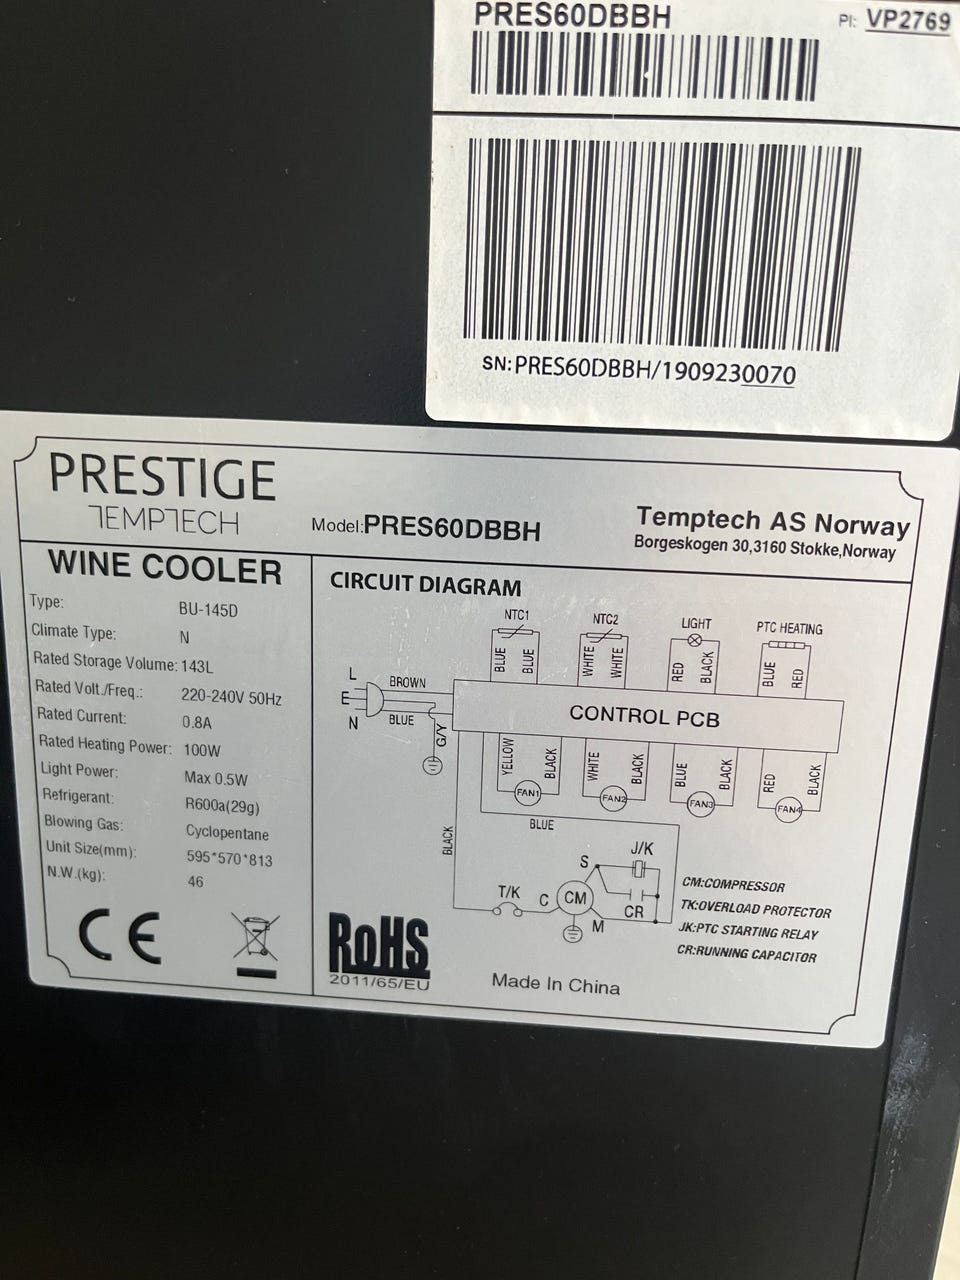 PRES60DBBH
PI: VP2769
SN:PRES60DBBH/1909230070
PRESTIGE
TEMPTECH
Model:PRES60DBBH
Temptech AS Norway
Borgeskogen 30,3160 Stokke,Norway
WINE COOLER
Type: BU-145D
Climate Type: N
Rated Storage Volume: 143L
Rated Volt./Freq.: 220-240V 50Hz
Rated Current: 0.8A
Rated Heating Power: 100W
Light Power: Max 0.5W
Refrigerant: R600a(29g)
Blowing Gas: Cyclopentane
Unit Size(mm): 595*570*813
N.W.(kg): 46
CE
CIRCUIT DIAGRAM
NTC1 NTC2 LIGHT PTC HEATING
BLUE BLUE WHITE WHITE RED BLACK BLUE RED
L
E
N
BROWN
BLUE
G/Y
CONTROL PCB
YELLOW BLACK WHITE BLACK BLUE BLACK RED BLACK
FAN1 FAN2 FAN3 FAN4
BLUE
BLACK
J/K
S
T/K C CM CR
M
CM:COMPRESSOR
TK:OVERLOAD PROTECTOR
JK:PTC STARTING RELAY
CR:RUNNING CAPACITOR
RoHS
2011/65/EU
Made In China